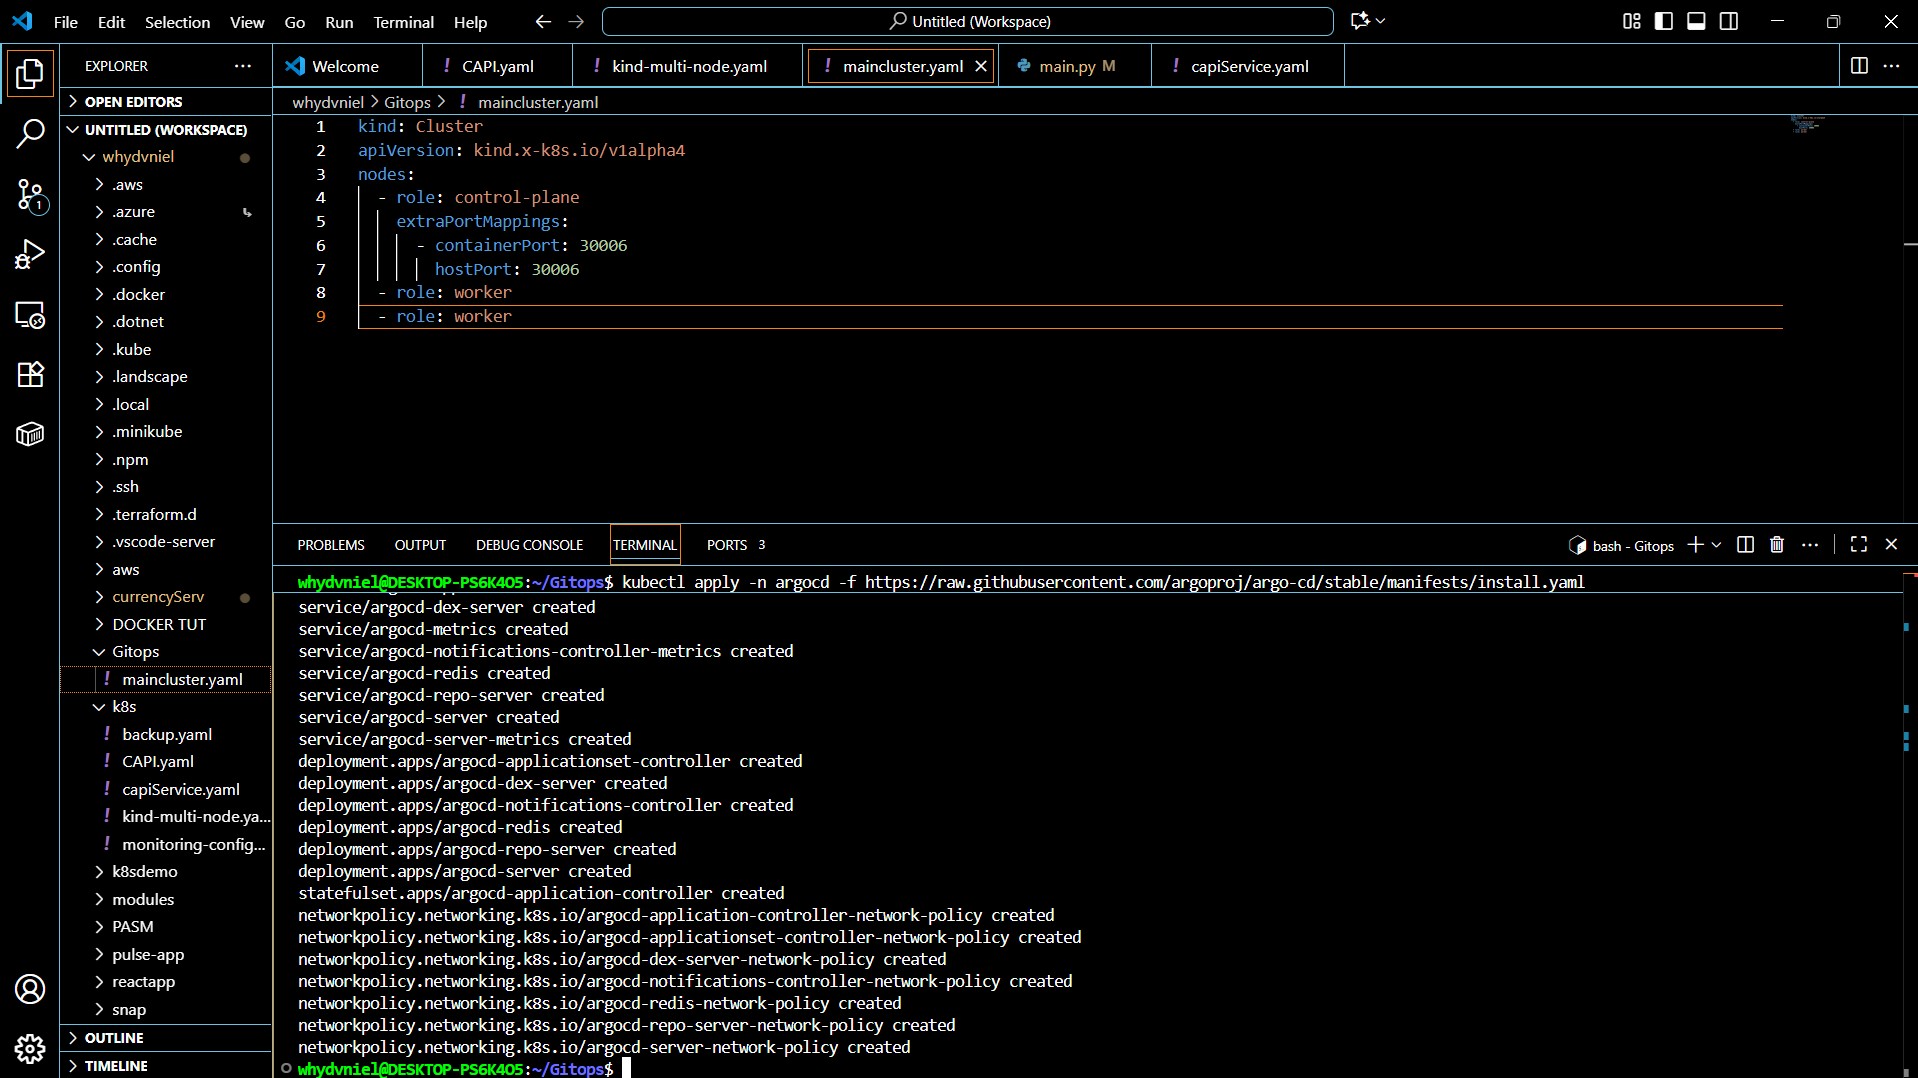 File Edit Selection View Go Run Terminal Help
Untitled (Workspace)
EXPLORER
Welcome
! CAPI.yaml
! kind-multi-node.yaml
! maincluster.yaml
main.py M
! capiService.yaml
OPEN EDITORS
UNTITLED (WORKSPACE)
whydvniel
.aws
.azure
.cache
.config
.docker
.dotnet
.kube
.landscape
.local
.minikube
.npm
.ssh
.terraform.d
.vscode-server
aws
currencyServ
DOCKER TUT
Gitops
! maincluster.yaml
k8s
! backup.yaml
! CAPI.yaml
! capiService.yaml
! kind-multi-node.ya...
! monitoring-config...
k8sdemo
modules
PASM
pulse-app
reactapp
snap
OUTLINE
TIMELINE
1
whydvniel > Gitops > ! maincluster.yaml
1 kind: Cluster
2 apiVersion: kind.x-k8s.io/v1alpha4
3 nodes:
4 - role: control-plane
5 extraPortMappings:
6 - containerPort: 30006
7 hostPort: 30006
8 - role: worker
9 - role: worker
PROBLEMS OUTPUT DEBUG CONSOLE TERMINAL PORTS 3
bash - Gitops
whydvniel@DESKTOP-PS6K4O5:~/Gitops$ kubectl apply -n argocd -f https://raw.githubusercontent.com/argoproj/argo-cd/stable/manifests/install.yaml
service/argocd-dex-server created
service/argocd-metrics created
service/argocd-notifications-controller-metrics created
service/argocd-redis created
service/argocd-repo-server created
service/argocd-server created
service/argocd-server-metrics created
deployment.apps/argocd-applicationset-controller created
deployment.apps/argocd-dex-server created
deployment.apps/argocd-notifications-controller created
deployment.apps/argocd-redis created
deployment.apps/argocd-repo-server created
deployment.apps/argocd-server created
statefulset.apps/argocd-application-controller created
networkpolicy.networking.k8s.io/argocd-application-controller-network-policy created
networkpolicy.networking.k8s.io/argocd-applicationset-controller-network-policy created
networkpolicy.networking.k8s.io/argocd-dex-server-network-policy created
networkpolicy.networking.k8s.io/argocd-notifications-controller-network-policy created
networkpolicy.networking.k8s.io/argocd-redis-network-policy created
networkpolicy.networking.k8s.io/argocd-repo-server-network-policy created
networkpolicy.networking.k8s.io/argocd-server-network-policy created
whydvniel@DESKTOP-PS6K4O5:~/Gitops$